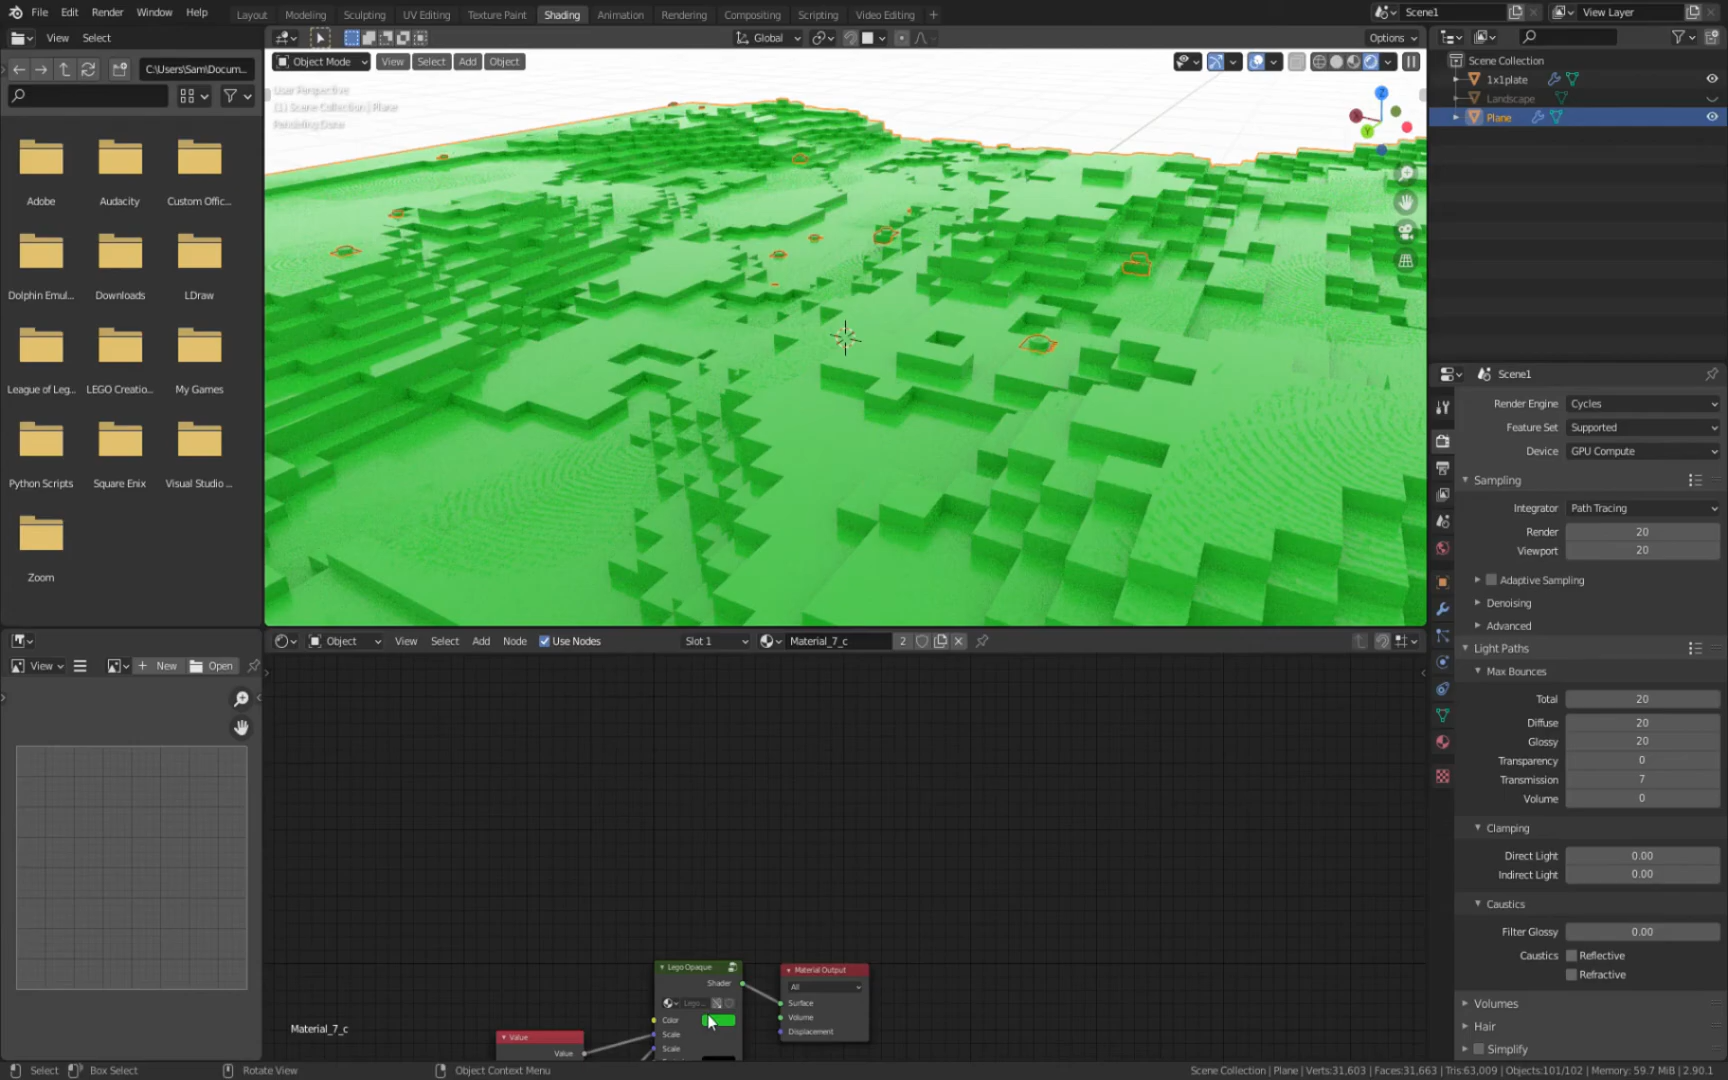 File Edit Render Window Help
Layout Modeling Sculpting UV Editing Texture Paint Shading Animation Rendering Compositing Scripting Video Editing +
Scene1 View Layer
View Select
Global
Options
C:\Users\Sam\Docum...
Object Mode View Select Add Object
User Perspective
(1) Scene Collection | Plane
Rendering Done
Scene Collection
1x1plate
Landscape
Plane
Z
Y
Adobe Audacity Custom Offic...
Dolphin Emul... Downloads LDraw
League of Leg... LEGO Creatio... My Games
Python Scripts Square Enix Visual Studio ...
Zoom
Scene1
Render Engine Cycles
Feature Set Supported
Device GPU Compute
Sampling
Integrator Path Tracing
Render 20
Viewport 20
Adaptive Sampling
Denoising
Advanced
Light Paths
Max Bounces
Total 20
Diffuse 20
Glossy 20
Transparency 0
Transmission 7
Volume 0
Clamping
Direct Light 0.00
Indirect Light 0.00
Caustics
Filter Glossy 0.00
Caustics Reflective
Refractive
Volumes
Hair
Simplify
Object View Select Add Node Use Nodes Slot 1 Material_7_c 2
View + New Open
Lego Opaque
Shader
Lego...
Color
Scale
Scale
Material Output
All
Surface
Volume
Displacement
Value
Value
Material_7_c
Select Box Select Rotate View Object Context Menu
Scene Collection | Plane | Verts:31,603 | Faces:31,663 | Tris:63,009 | Objects:101/102 | Memory: 59.7 MiB | 2.90.1